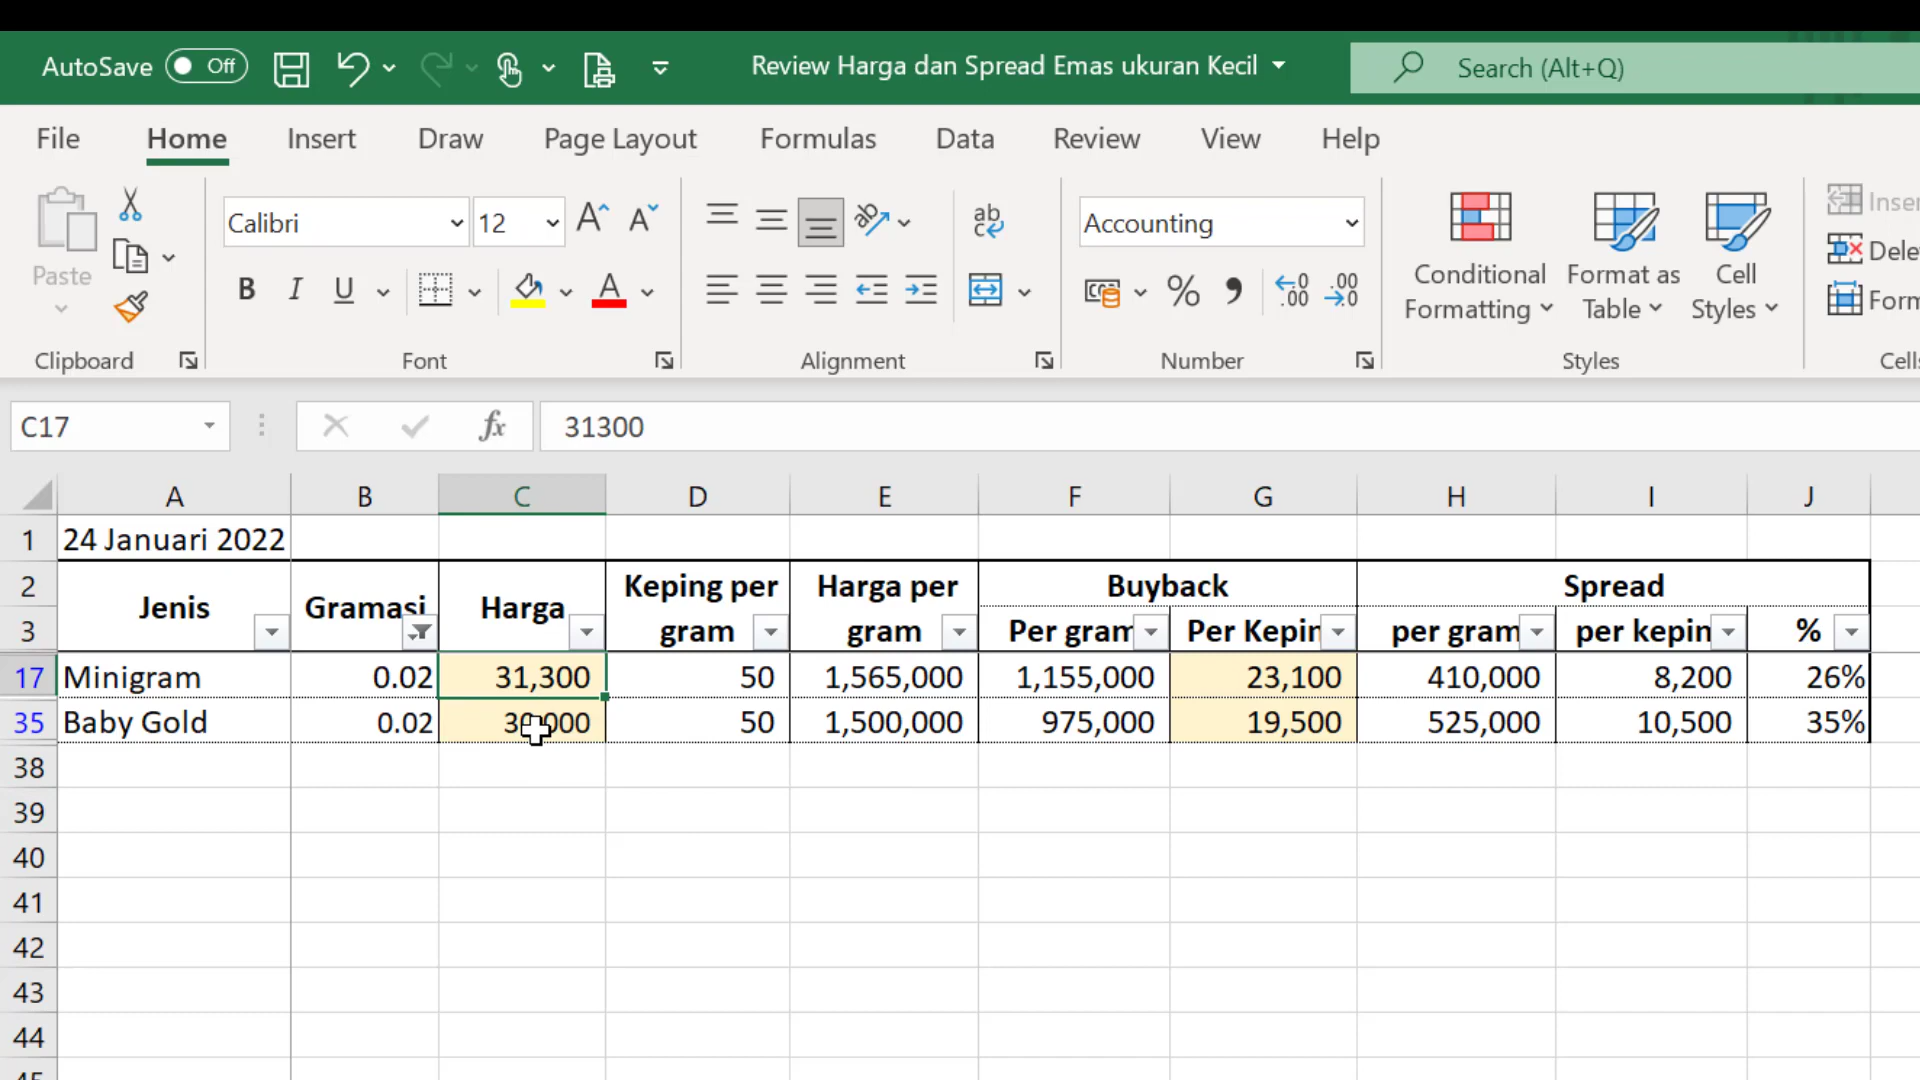 AutoSave Off Review Harga dan Spread Emas ukuran Kecil Search (Alt+Q)
File Home Insert Draw Page Layout Formulas Data Review View Help
Paste
Calibri 12
B I U
ab
Accounting
% 
Conditional Formatting
Format as Table
Cell Styles
Clipboard Font Alignment Number Styles
C17 fx 31300
A B C D E F G H I J
1 24 Januari 2022
2 Jenis Gramasi Harga Keping per Harga per Buyback Spread
3 gram gram Per gram per gram %
17 Minigram 0.02 31,300 50 1,565,000 1,155,000 23,100 410,000 8,200 26%
35 Baby Gold 0.02 50 1,500,000 975,000 19,500 525,000 10,500 35%
38
39
40
41
42
43
44